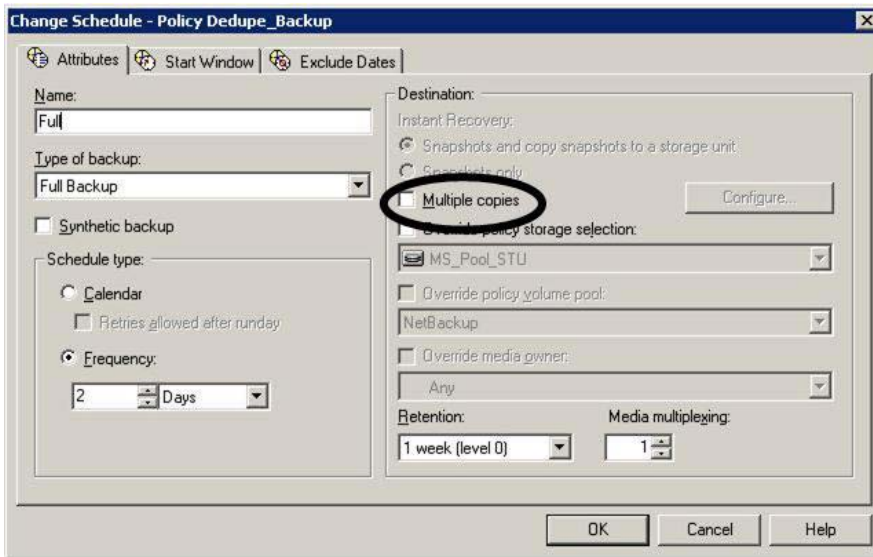 Change Schedule - Policy Dedupe_Backup
Attributes
Start Window
Exclude Dates
Name:
Full
Type of backup:
Full Backup
Synthetic backup
Schedule type:
Calendar
Retries allowed after runday
Frequency:
2
Days
Destination:
Instant Recovery:
Snapshots and copy snapshots to a storage unit
Snapshots only
Multiple copies
Configure...
Override policy storage selection:
MS_Pool_STU
Override policy volume pool:
NetBackup
Override media owner:
Any
Retention:
Media multiplexing:
1 week (level 0)
1
OK
Cancel
Help